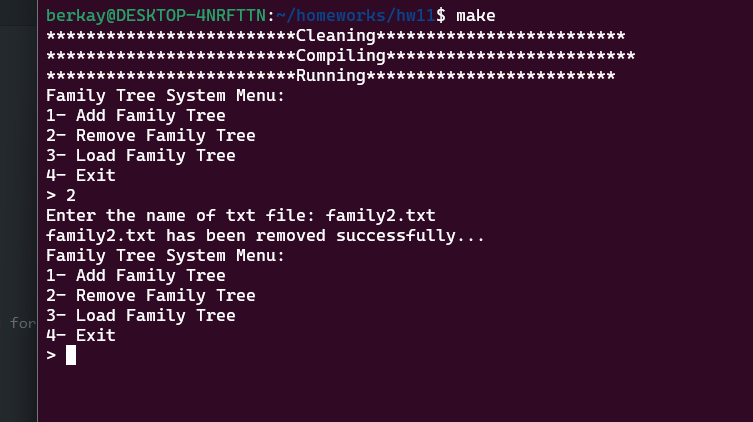 berkay@DESKTOP-4NRFTTN:~/homeworks/hw11$ make
*************************Cleaning*************************
*************************Compiling*************************
*************************Running*************************
Family Tree System Menu:
1- Add Family Tree
2- Remove Family Tree
3- Load Family Tree
4- Exit
> 2
Enter the name of txt file: family2.txt
family2.txt has been removed successfully...
Family Tree System Menu:
1- Add Family Tree
2- Remove Family Tree
3- Load Family Tree
for
4- Exit
>